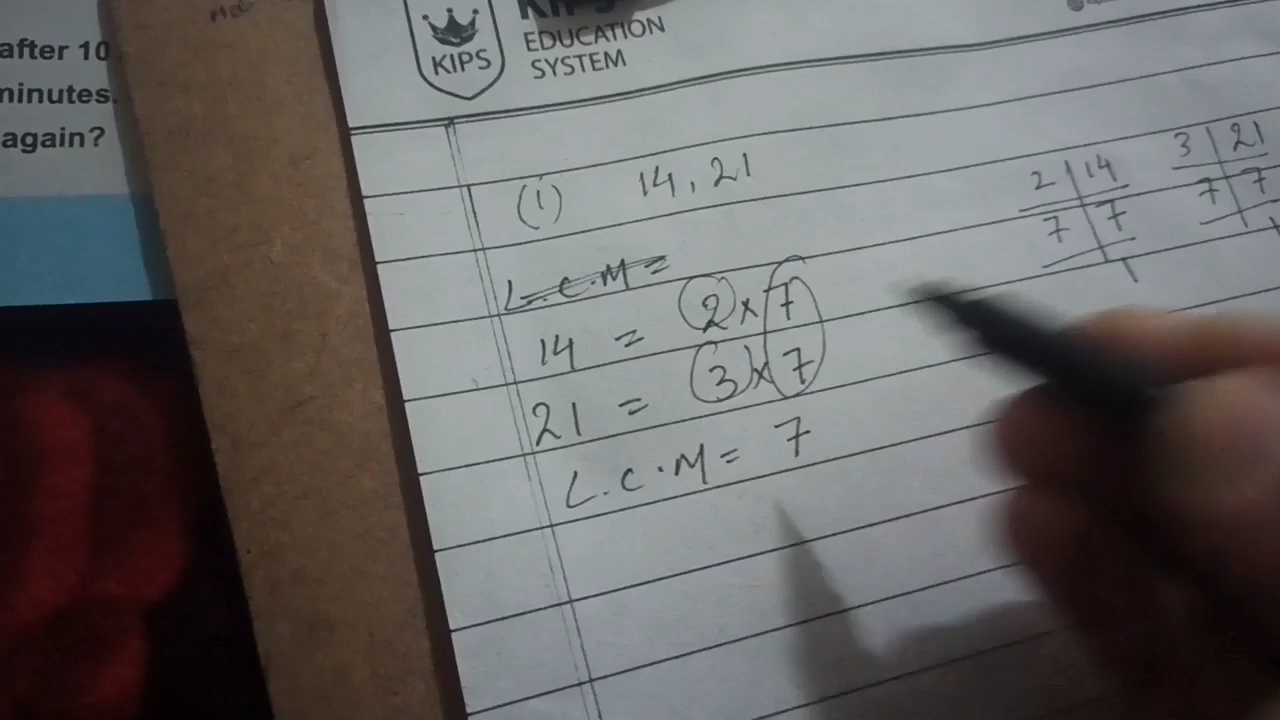 after 10
minutes.
again?
KIPS
EDUCATION
SYSTEM
(i) 14, 21
2 | 14
7 | 7
1
3 | 21
7 | 7
L.C.M =
14 = 2 × 7
21 = 3 × 7
L.C.M = 7